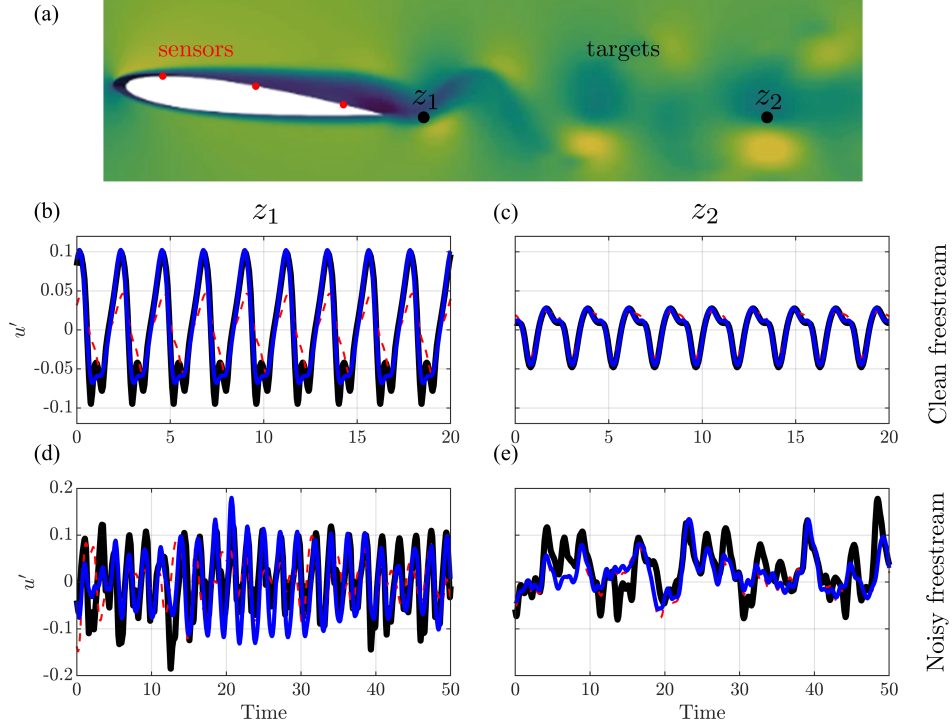 (a)
sensors
targets
z1
z2
(b)
z1
(c)
z2
0.1
0.05
0
-0.05
-0.1
u′
0 5 10 15 20
0 5 10 15 20
Clean freestream
(d)
(e)
0.2
0.1
0
-0.1
-0.2
u′
0 10 20 30 40 50
0 10 20 30 40 50
Time
Time
Noisy freestream